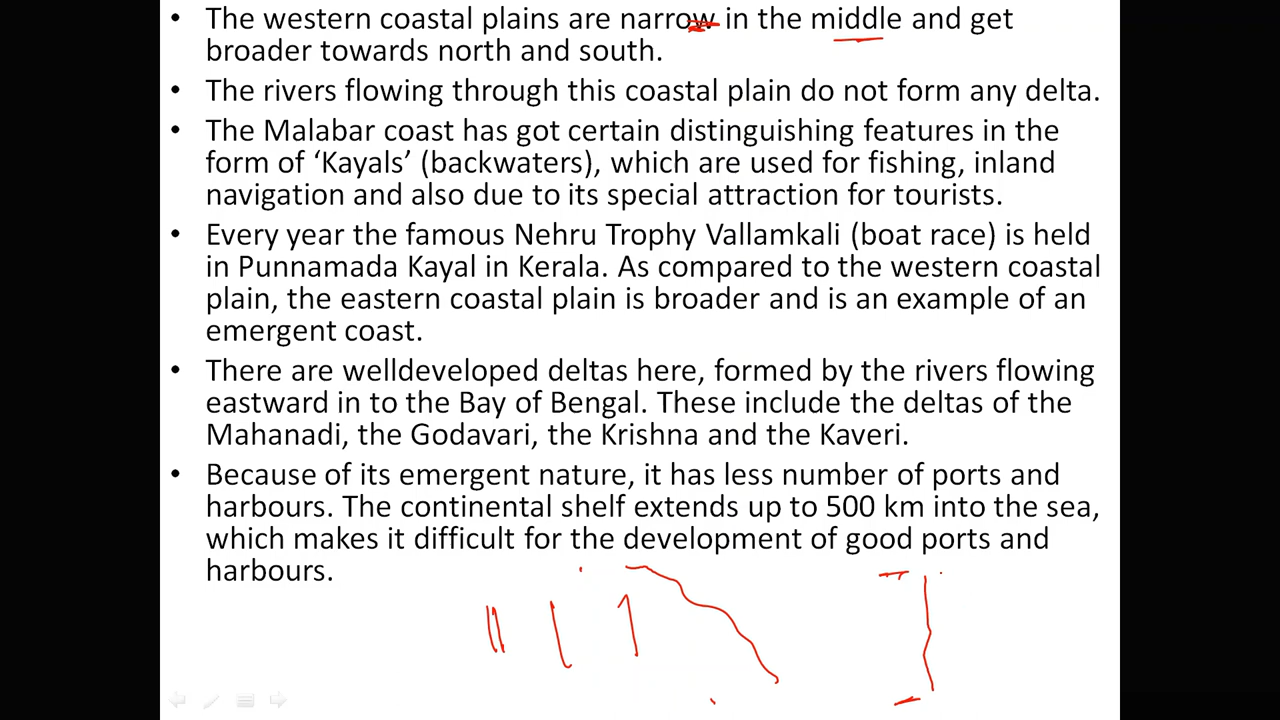 • The western coastal plains are narrow in the middle and get
broader towards north and south.
• The rivers flowing through this coastal plain do not form any delta.
• The Malabar coast has got certain distinguishing features in the
form of ‘Kayals’ (backwaters), which are used for fishing, inland
navigation and also due to its special attraction for tourists.
• Every year the famous Nehru Trophy Vallamkali (boat race) is held
in Punnamada Kayal in Kerala. As compared to the western coastal
plain, the eastern coastal plain is broader and is an example of an
emergent coast.
• There are welldeveloped deltas here, formed by the rivers flowing
eastward in to the Bay of Bengal. These include the deltas of the
Mahanadi, the Godavari, the Krishna and the Kaveri.
• Because of its emergent nature, it has less number of ports and
harbours. The continental shelf extends up to 500 km into the sea,
which makes it difficult for the development of good ports and
harbours.